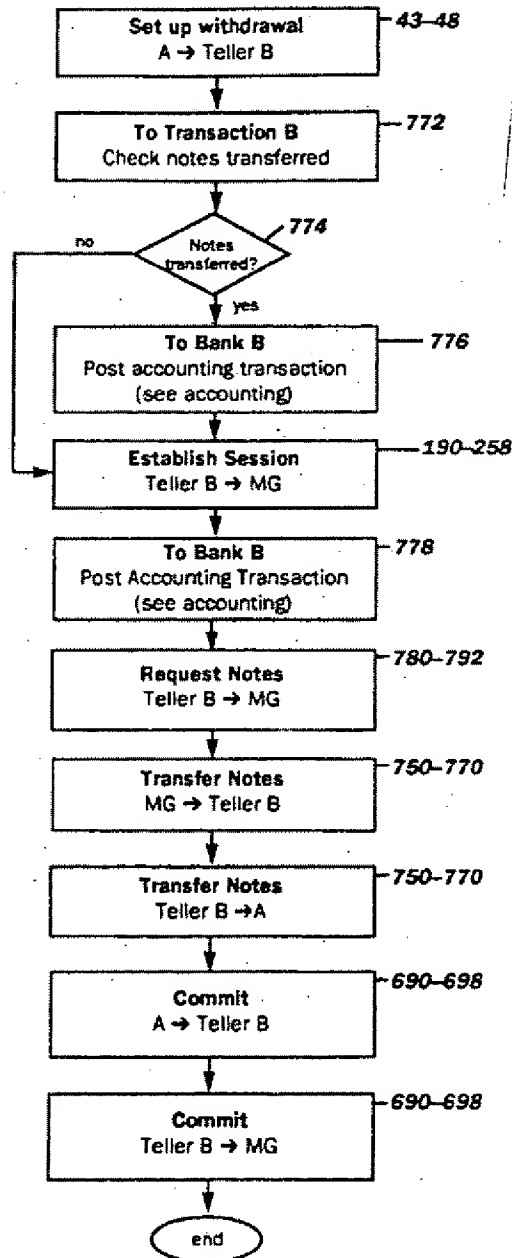 Set up withdrawal
A → Teller B
43–48
To Transaction B
Check notes transferred
772
774
no
Notes
transferred?
yes
To Bank B
Post accounting transaction
(see accounting)
776
Establish Session
Teller B → MG
190–258
To Bank B
Post Accounting Transaction
(see accounting)
778
Request Notes
Teller B → MG
780–792
Transfer Notes
MG → Teller B
750–770
Transfer Notes
Teller B →A
750–770
Commit
A → Teller B
690–698
Commit
Teller B → MG
690–698
end